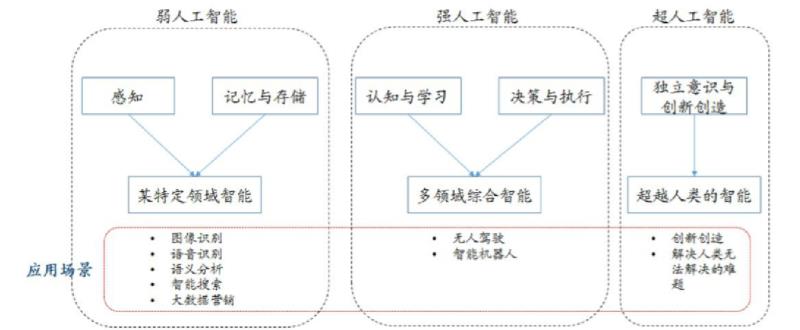 弱人工智能
强人工智能
超人工智能
感知
记忆与存储
认知与学习
决策与执行
独立意识与
创新创造
某特定领域智能
多领域综合智能
超越人类的智能
应用场景
• 图像识别
• 语音识别
• 语义分析
• 智能搜索
• 大数据营销
• 无人驾驶
• 智能机器人
• 创新创造
• 解决人类无
法解决的难
题